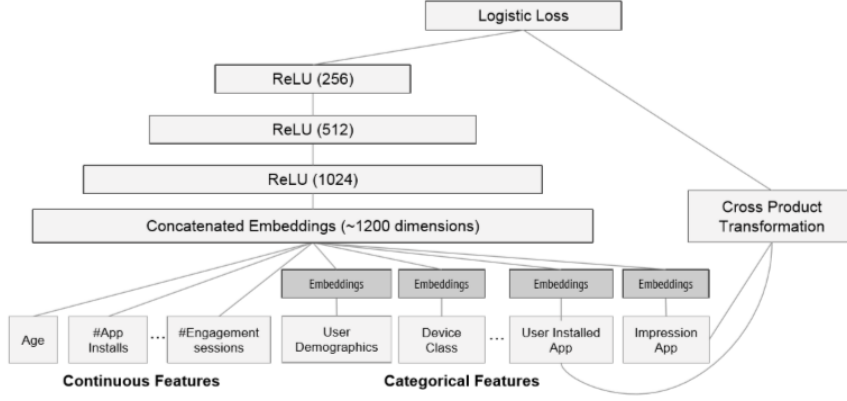 Logistic Loss
ReLU (256)
ReLU (512)
ReLU (1024)
Concatenated Embeddings (~1200 dimensions)
Cross Product
Transformation
Embeddings
Embeddings
Embeddings
Embeddings
Age
#App
Installs
...
#Engagement
sessions
User
Demographics
Device
Class
...
User Installed
App
Impression
App
Continuous Features
Categorical Features